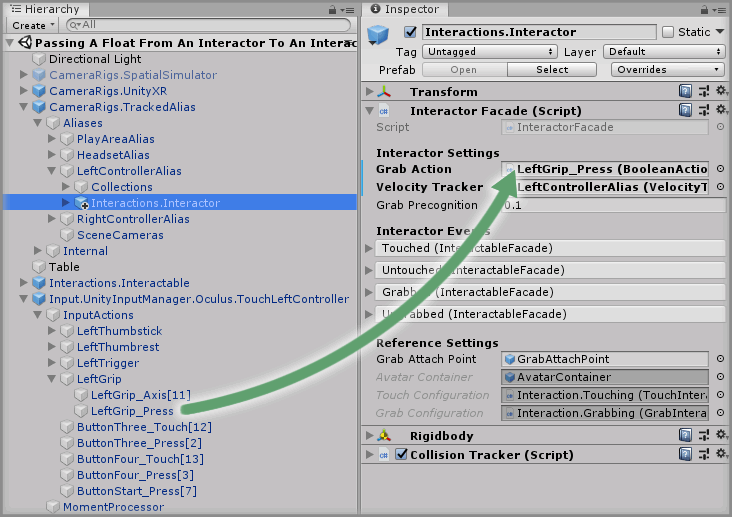 Hierarchy
Create
All
Passing A Float From An Interactor To An Interac
Directional Light
CameraRigs.SpatialSimulator
CameraRigs.UnityXR
CameraRigs.TrackedAlias
Aliases
PlayAreaAlias
HeadsetAlias
LeftControllerAlias
Collections
Interactions.Interactor
RightControllerAlias
SceneCameras
Internal
Table
Interactions.Interactable
Input.UnityInputManager.Oculus.TouchLeftController
InputActions
LeftThumbstick
LeftThumbrest
LeftTrigger
LeftGrip
LeftGrip_Axis[11]
LeftGrip_Press
ButtonThree_Touch[12]
ButtonThree_Press[2]
ButtonFour_Touch[13]
ButtonFour_Press[3]
ButtonStart_Press[7]
MomentProcessor
Inspector
Interactions.Interactor
Static
Tag Untagged Layer Default
Prefab Open Select Overrides
Transform
Interactor Facade (Script)
Script InteractorFacade
Interactor Settings
Grab Action LeftGrip_Press (BooleanActio
Velocity Tracker LeftControllerAlias (VelocityT
Grab Precognition 0.1
Interactor Events
Touched (InteractableFacade)
Untouched (InteractableFacade)
Grabbed (InteractableFacade)
Ungrabbed (InteractableFacade)
Reference Settings
Grab Attach Point GrabAttachPoint
Avatar Container AvatarContainer
Touch Configuration Interaction.Touching (TouchInter
Grab Configuration Interaction.Grabbing (GrabIntera
Rigidbody
Collision Tracker (Script)